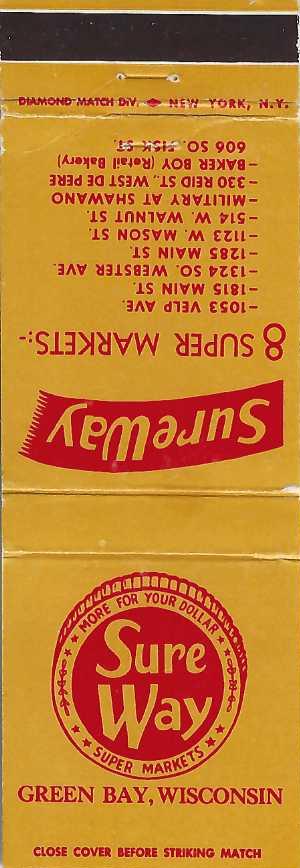 DIAMOND MATCH DIV. NEW YORK, N.Y.
SureWay
8 SUPER MARKETS:-
-1053 VELP AVE.
-1815 MAIN ST.
-1324 SO. WEBSTER AVE.
-1285 MAIN ST.
-1123 W. MASON ST.
-514 W. WALNUT ST.
-MILITARY AT SHAWANO
-330 REID ST., WEST DE PERE
-BAKER BOY (Retail Bakery)
606 SO. FISK ST.
MORE FOR YOUR DOLLAR
Sure
Way
SUPER MARKETS
GREEN BAY, WISCONSIN
CLOSE COVER BEFORE STRIKING MATCH